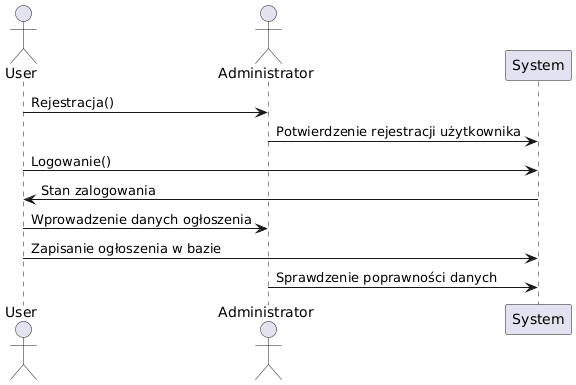 User
Administrator
System
Rejestracja()
Potwierdzenie rejestracji użytkownika
Logowanie()
Stan zalogowania
Wprowadzenie danych ogłoszenia
Zapisanie ogłoszenia w bazie
Sprawdzenie poprawności danych
User
Administrator
System